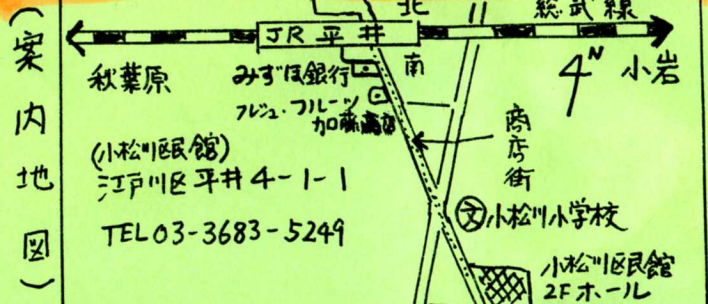 (案内地図)
北
総武線
JR平井
秋葉原
みずほ銀行
南
4N
小岩
フレシュ・フルーツ
加藤商店
商店街
(小松川区民館)
江戸川区平井4-1-1
TEL03-3683-5249
文小松川小学校
小松川区民館
2Fホール